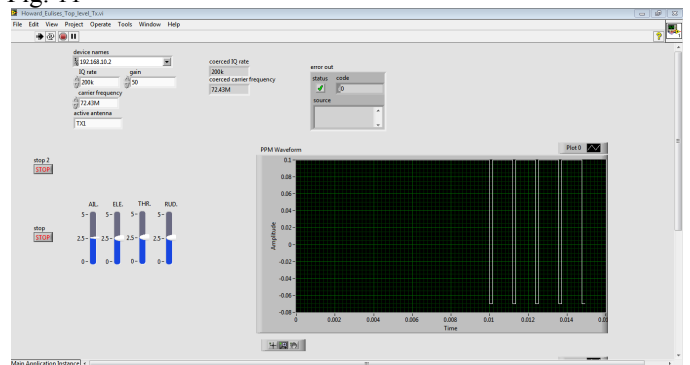 Howard_Eulises_Top_level_Tx.vi
File Edit View Project Operate Tools Window Help
device names
192.168.10.2
IQ rate gain
200k 50
carrier frequency
72.43M
active antenna
TX1
coerced IQ rate
200k
coerced carrier frequency
72.43M
error out
status code
0
source
stop 2
STOP
stop
STOP
AIL. ELE. THR. RUD.
5- 5- 5- 5-
2.5- 2.5- 2.5- 2.5-
0- 0- 0- 0-
PPM Waveform
Plot 0
Amplitude
0.1-
0.08-
0.06-
0.04-
0.02-
0-
-0.02-
-0.04-
-0.06-
-0.08-
0 0.002 0.004 0.006 0.008 0.01 0.012 0.014
Time
Main Application Instance